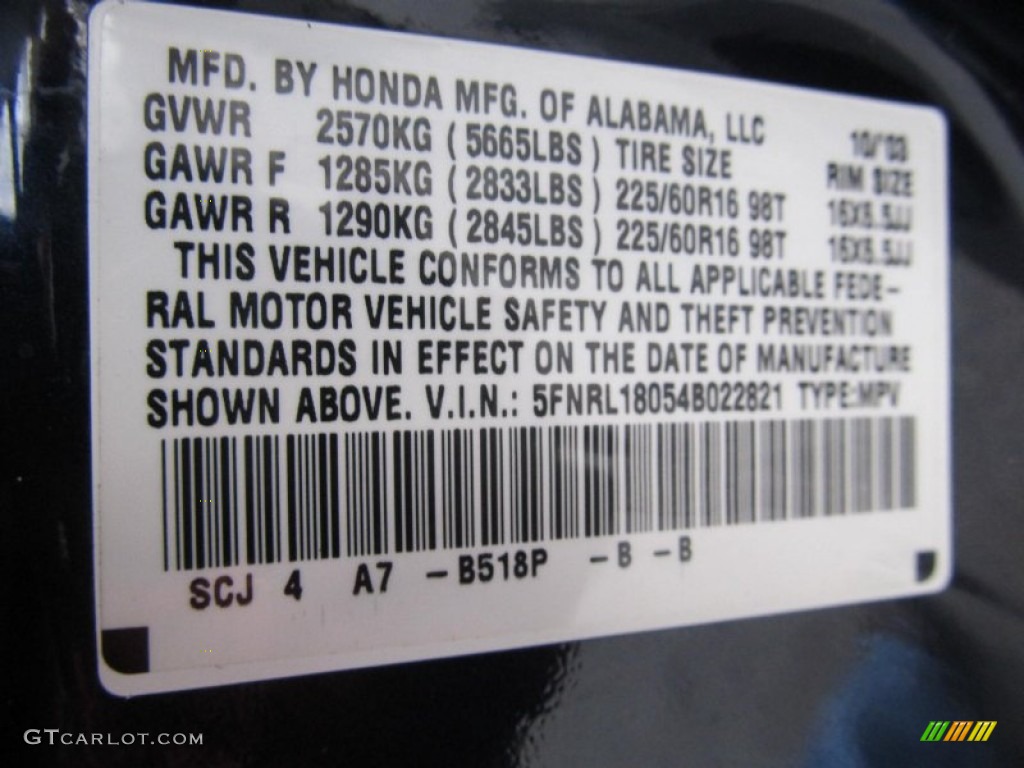 MFD. BY HONDA MFG. OF ALABAMA, LLC 10/'03
GVWR 2570KG ( 5665LBS ) TIRE SIZE RIM SIZE
GAWR F 1285KG ( 2833LBS ) 225/60R16 98T 16X6.5JJ
GAWR R 1290KG ( 2845LBS ) 225/60R16 98T 16X6.5JJ
THIS VEHICLE CONFORMS TO ALL APPLICABLE FEDE-
RAL MOTOR VEHICLE SAFETY AND THEFT PREVENTION
STANDARDS IN EFFECT ON THE DATE OF MANUFACTURE
SHOWN ABOVE. V.I.N.: 5FNRL18054B022821 TYPE:MPV
SCJ 4 A7 -B518P -B -B
GTCARLOT.COM